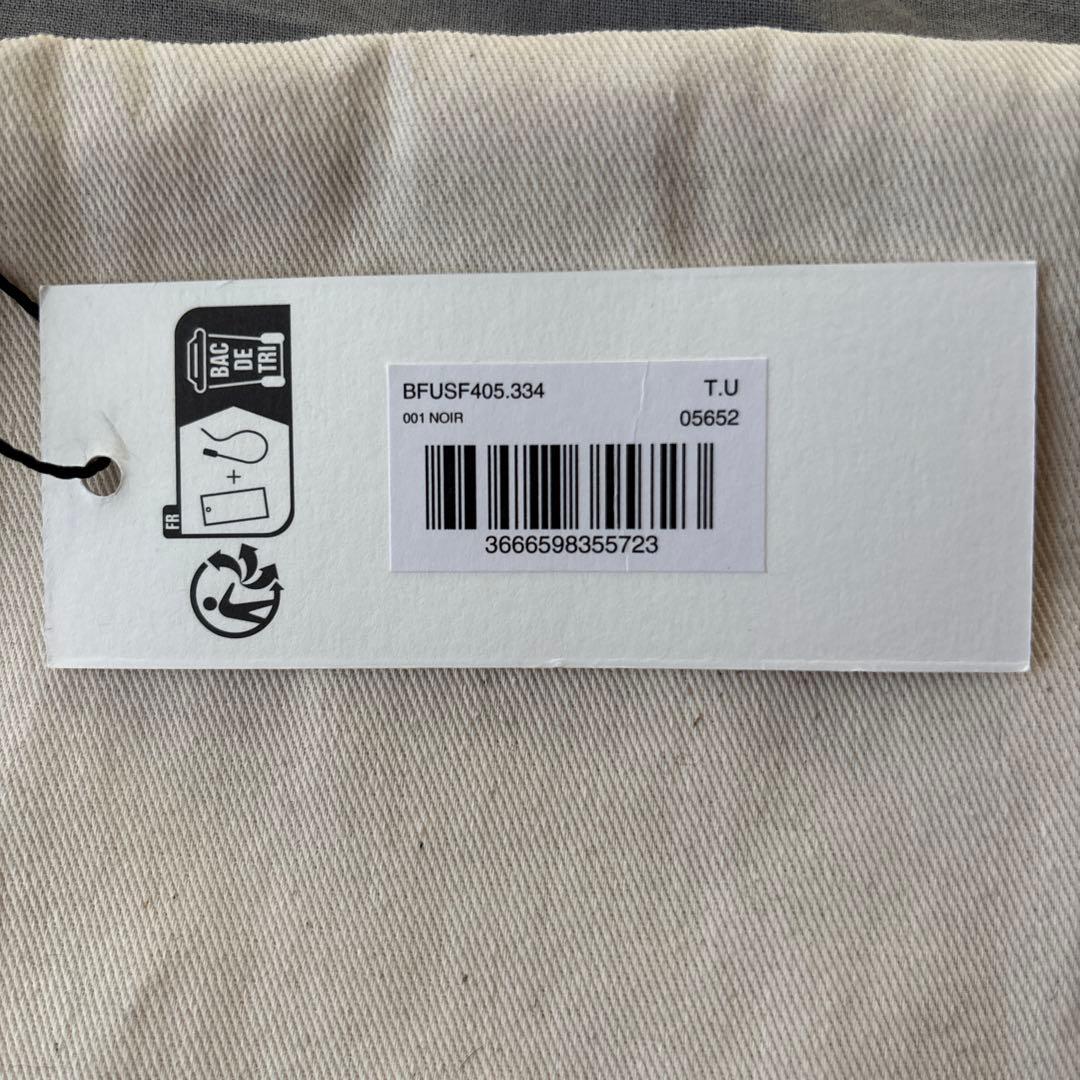 BAC
DE
TRI
FR
BFUSF405.334
T.U
001 NOIR
05652
3666598355723